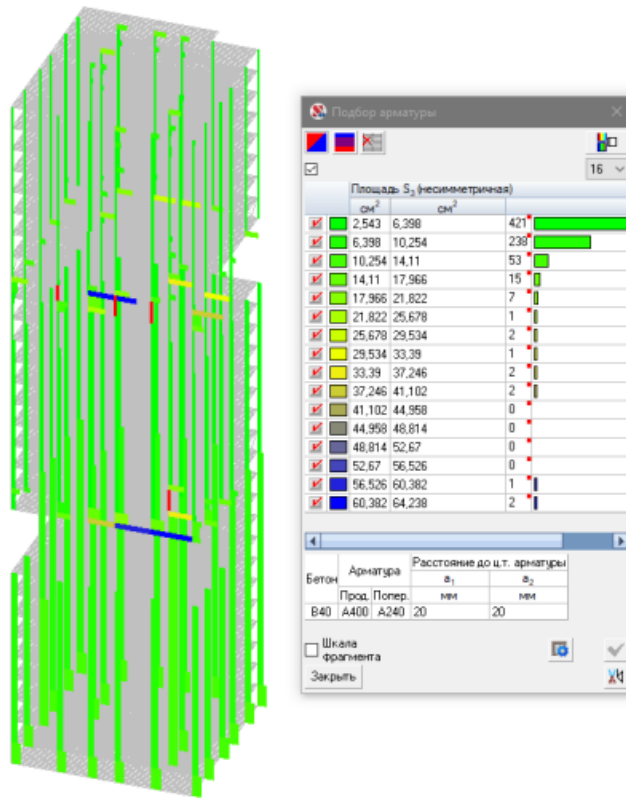 Подбор арматуры
16
Площадь S₃ (несимметричная)
см² см²
2,543 6,398 421
6,398 10,254 238
10,254 14,11 53
14,11 17,966 15
17,966 21,822 7
21,822 25,678 1
25,678 29,534 2
29,534 33,39 1
33,39 37,246 2
37,246 41,102 2
41,102 44,958 0
44,958 48,814 0
48,814 52,67 0
52,67 56,526 0
56,526 60,382 1
60,382 64,238 2
Бетон Арматура Расстояние до ц.т. арматуры
a₁ a₂
Прод. Попер. мм мм
B40 A400 A240 20 20
Шкала
фрагмента
Закрыть